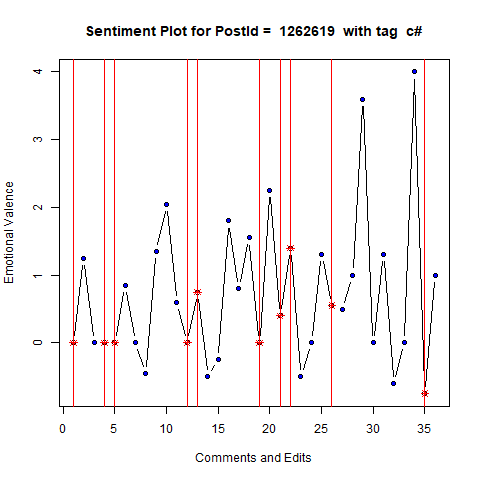 Sentiment Plot for PostId =  1262619  with tag  c#
Emotional Valence
4
3
2
1
0
0 5 10 15 20 25 30 35
Comments and Edits